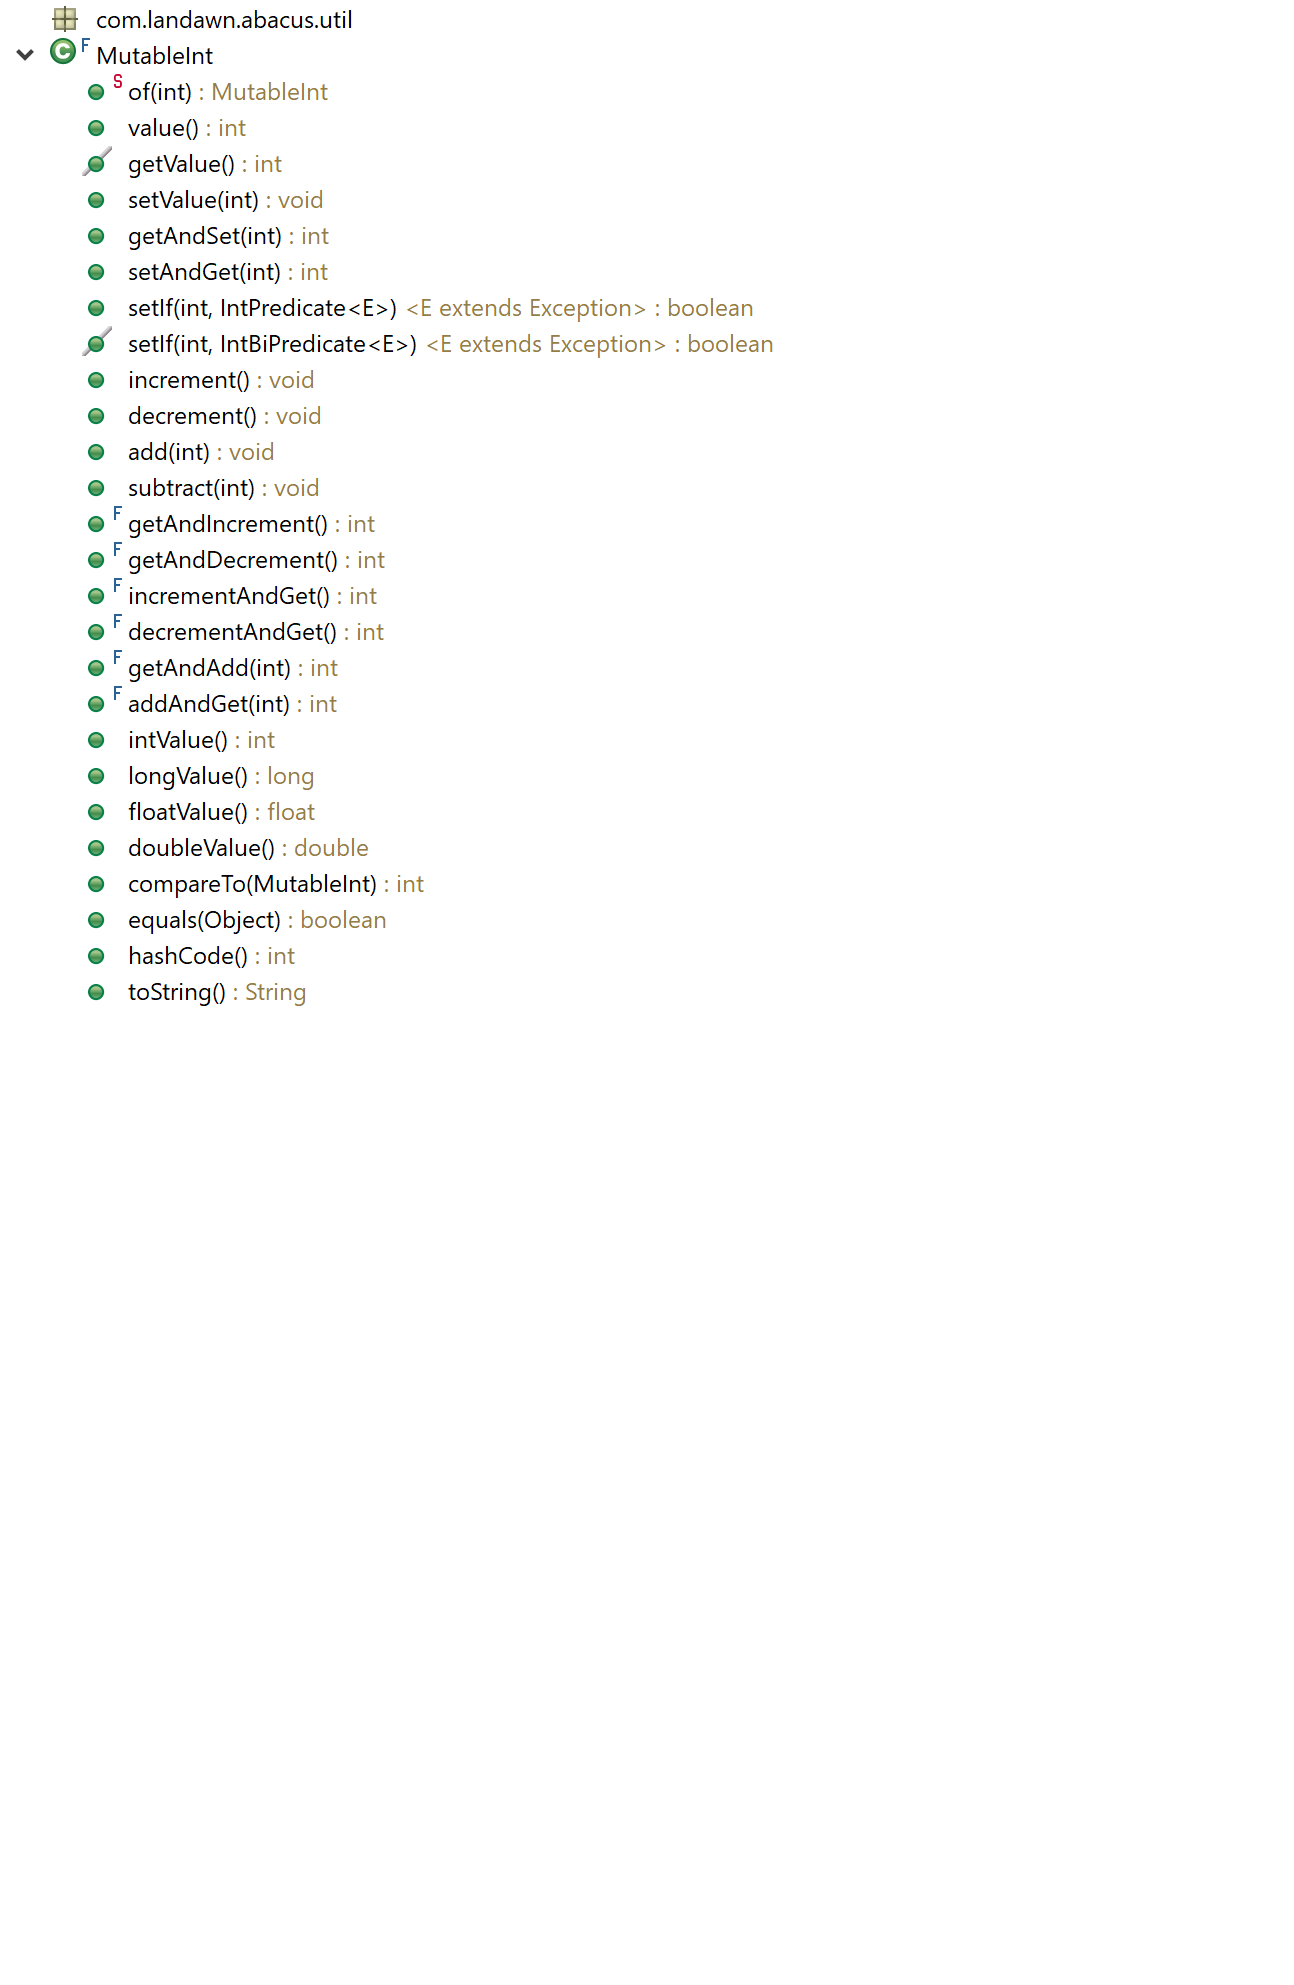 com.landawn.abacus.util
C F MutableInt
S of(int) : MutableInt
value() : int
getValue() : int
setValue(int) : void
getAndSet(int) : int
setAndGet(int) : int
setIf(int, IntPredicate<E>) <E extends Exception> : boolean
setIf(int, IntBiPredicate<E>) <E extends Exception> : boolean
increment() : void
decrement() : void
add(int) : void
subtract(int) : void
F getAndIncrement() : int
F getAndDecrement() : int
F incrementAndGet() : int
F decrementAndGet() : int
F getAndAdd(int) : int
F addAndGet(int) : int
intValue() : int
longValue() : long
floatValue() : float
doubleValue() : double
compareTo(MutableInt) : int
equals(Object) : boolean
hashCode() : int
toString() : String